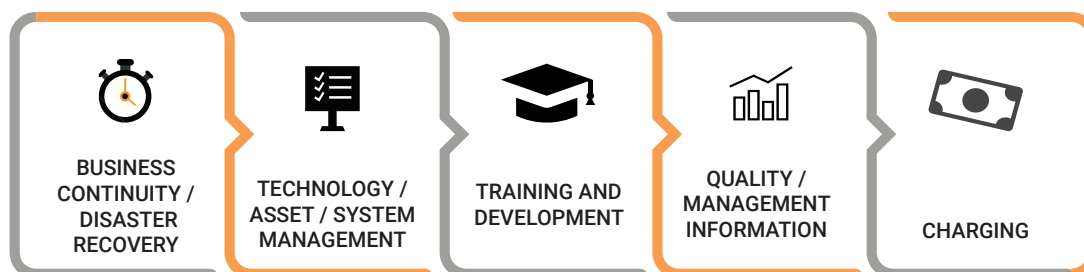 BUSINESS
CONTINUITY /
DISASTER
RECOVERY
TECHNOLOGY /
ASSET / SYSTEM
MANAGEMENT
TRAINING AND
DEVELOPMENT
QUALITY /
MANAGEMENT
INFORMATION
CHARGING